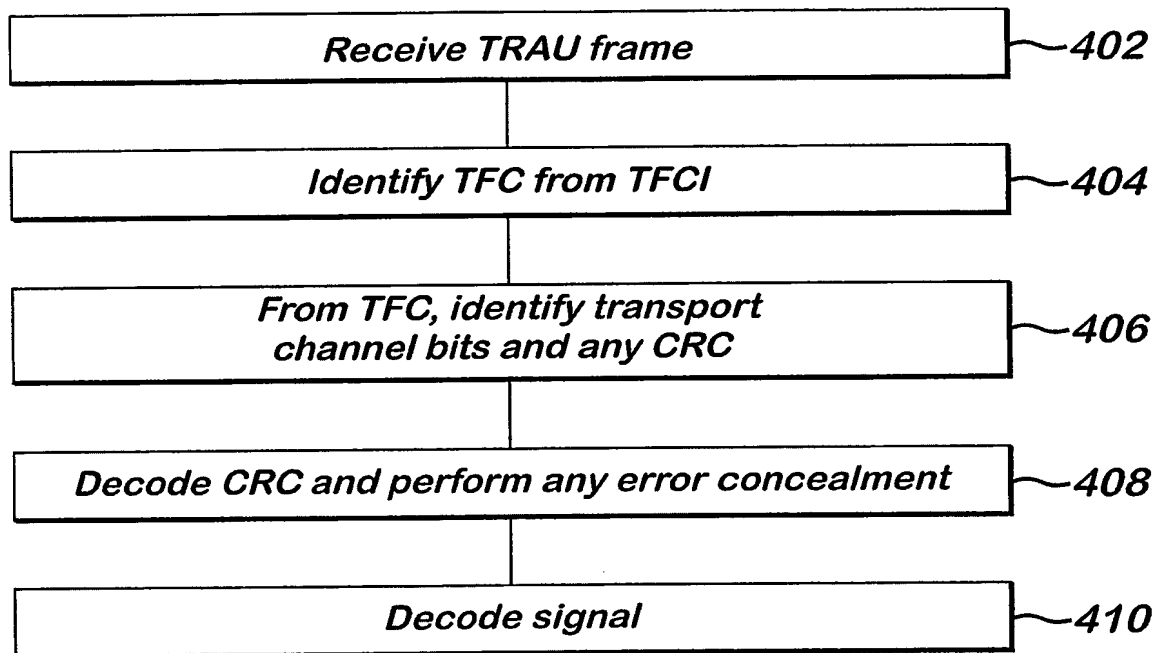 Receive TRAU frame
402
Identify TFC from TFCI
404
From TFC, identify transport
channel bits and any CRC
406
Decode CRC and perform any error concealment
408
Decode signal
410